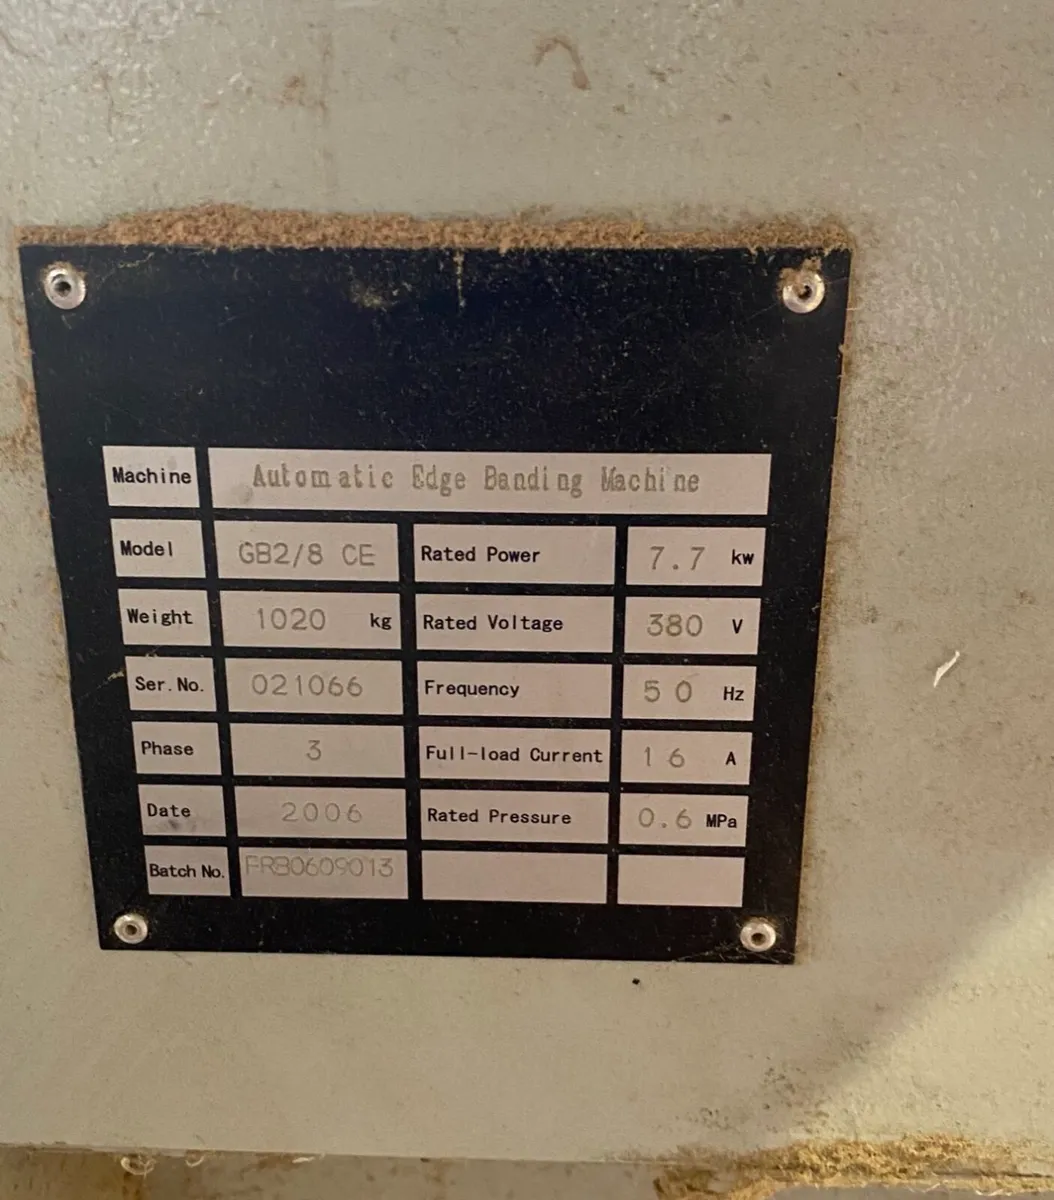 Machine Automatic Edge Banding Machine
Model GB2/8 CE Rated Power 7.7 kw
Weight 1020 kg Rated Voltage 380 V
Ser.No. 021066 Frequency 50 Hz
Phase 3 Full-load Current 16 A
Date 2006 Rated Pressure 0.6 MPa
Batch No. FRB0609013